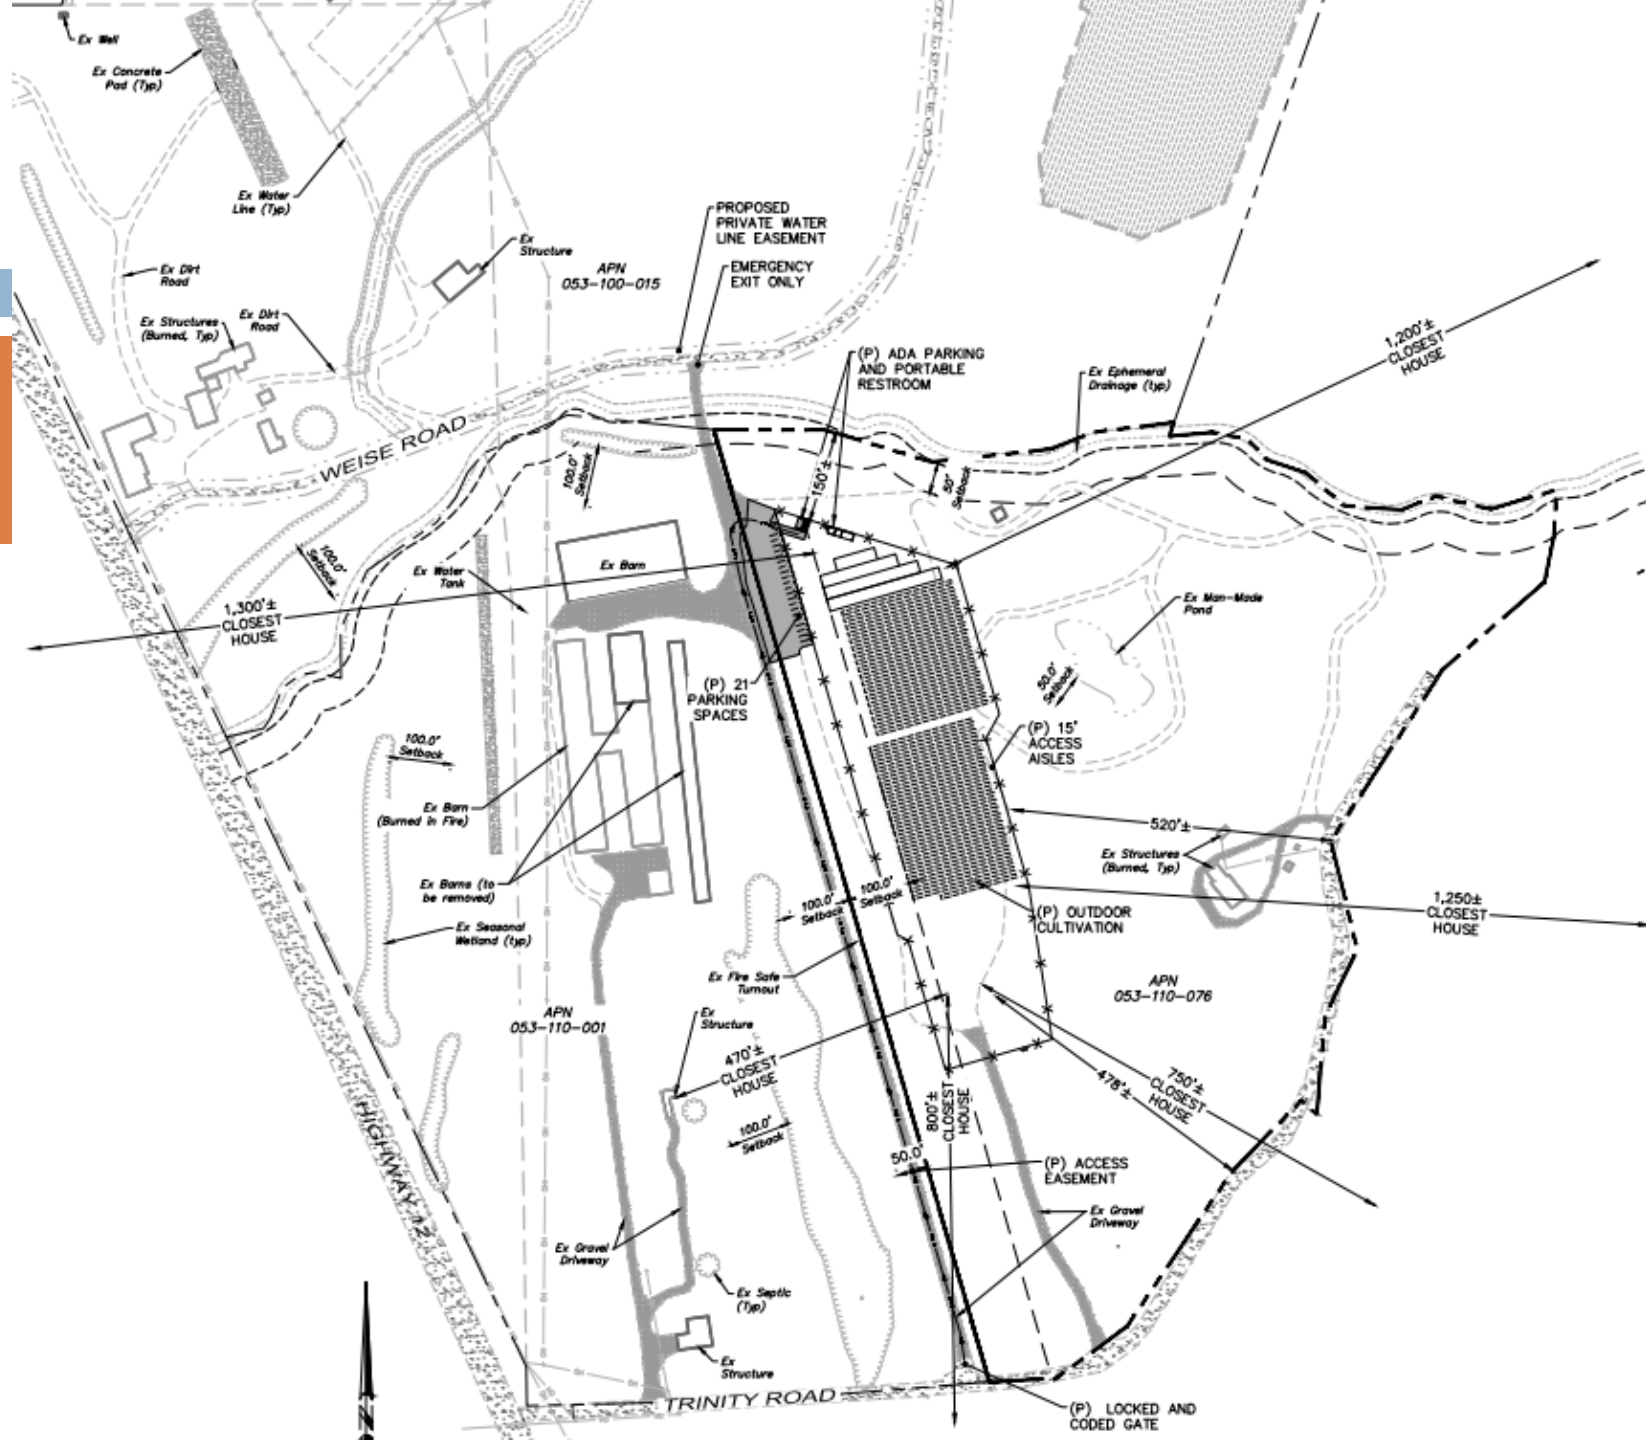 Ex Well
Ex Concrete
Pad (Typ)
Ex Water
Line (Typ)
PROPOSED
PRIVATE WATER
LINE EASEMENT
Ex
Structure
APN
053-100-015
EMERGENCY
EXIT ONLY
Ex Dirt
Road
Ex Structures
(Burned, Typ)
Ex Dirt
Road
1,200'±
CLOSEST
HOUSE
(P) ADA PARKING
AND PORTABLE
RESTROOM
Ex Ephemeral
Drainage (typ)
WEISE ROAD
100.0'
Setback
150'±
50'
Setback
100.0'
Setback
Ex Water
Tank
Ex Barn
1,300'±
CLOSEST
HOUSE
Ex Man-Made
Pond
50.0'
Setback
(P) 21
PARKING
SPACES
(P) 15'
ACCESS
AISLES
100.0'
Setback
Ex Barn
(Burned in Fire)
520'±
Ex Structures
(Burned, Typ)
Ex Barns (to
be removed)
100.0'
Setback
100.0'
Setback
(P) OUTDOOR
CULTIVATION
1,250±
CLOSEST
HOUSE
Ex Seasonal
Wetland (typ)
Ex Fire Safe
Turnout
APN
053-110-076
APN
053-110-001
Ex
Structure
470'±
CLOSEST
HOUSE
750'±
CLOSEST
HOUSE
478'±
800'±
CLOSEST
HOUSE
100.0'
Setback
HIGHWAY 12
50.0'
(P) ACCESS
EASEMENT
Ex Gravel
Driveway
Ex Gravel
Driveway
Ex Septic
(Typ)
Ex
Structure
TRINITY ROAD
(P) LOCKED AND
CODED GATE